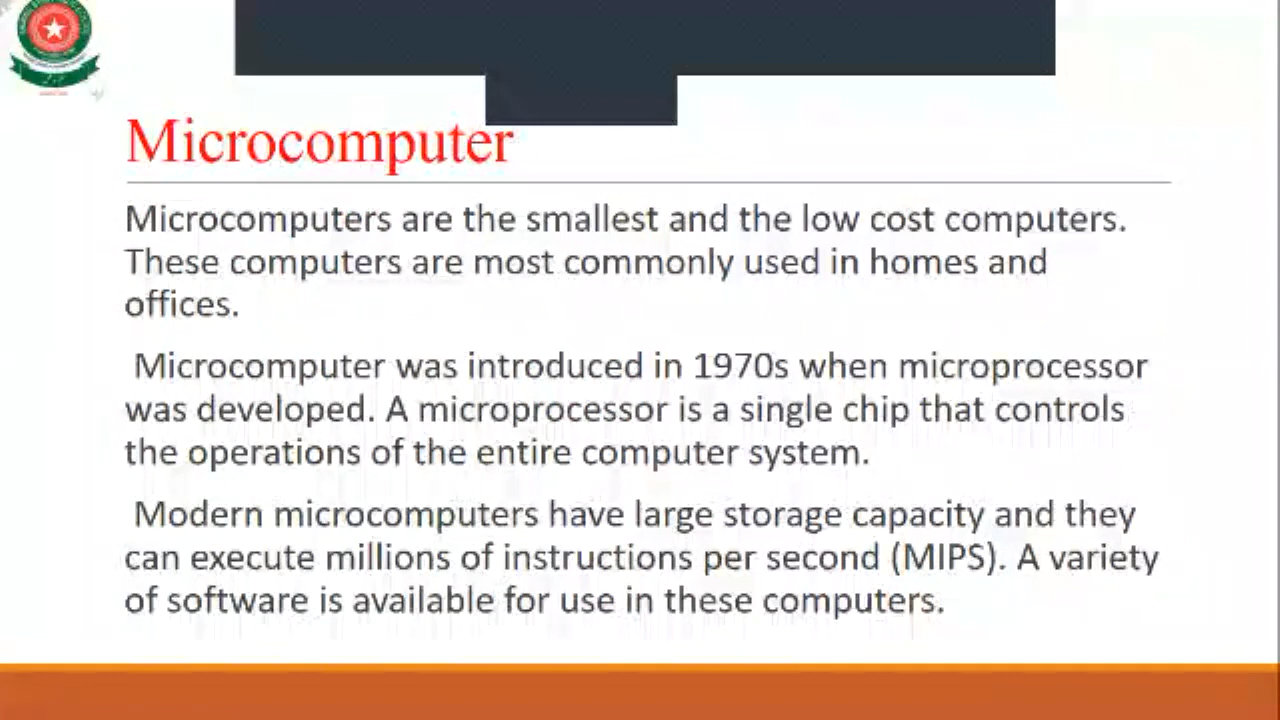 Microcomputer
Microcomputers are the smallest and the low cost computers.
These computers are most commonly used in homes and
offices.
Microcomputer was introduced in 1970s when microprocessor
was developed. A microprocessor is a single chip that controls
the operations of the entire computer system.
Modern microcomputers have large storage capacity and they
can execute millions of instructions per second (MIPS). A variety
of software is available for use in these computers.